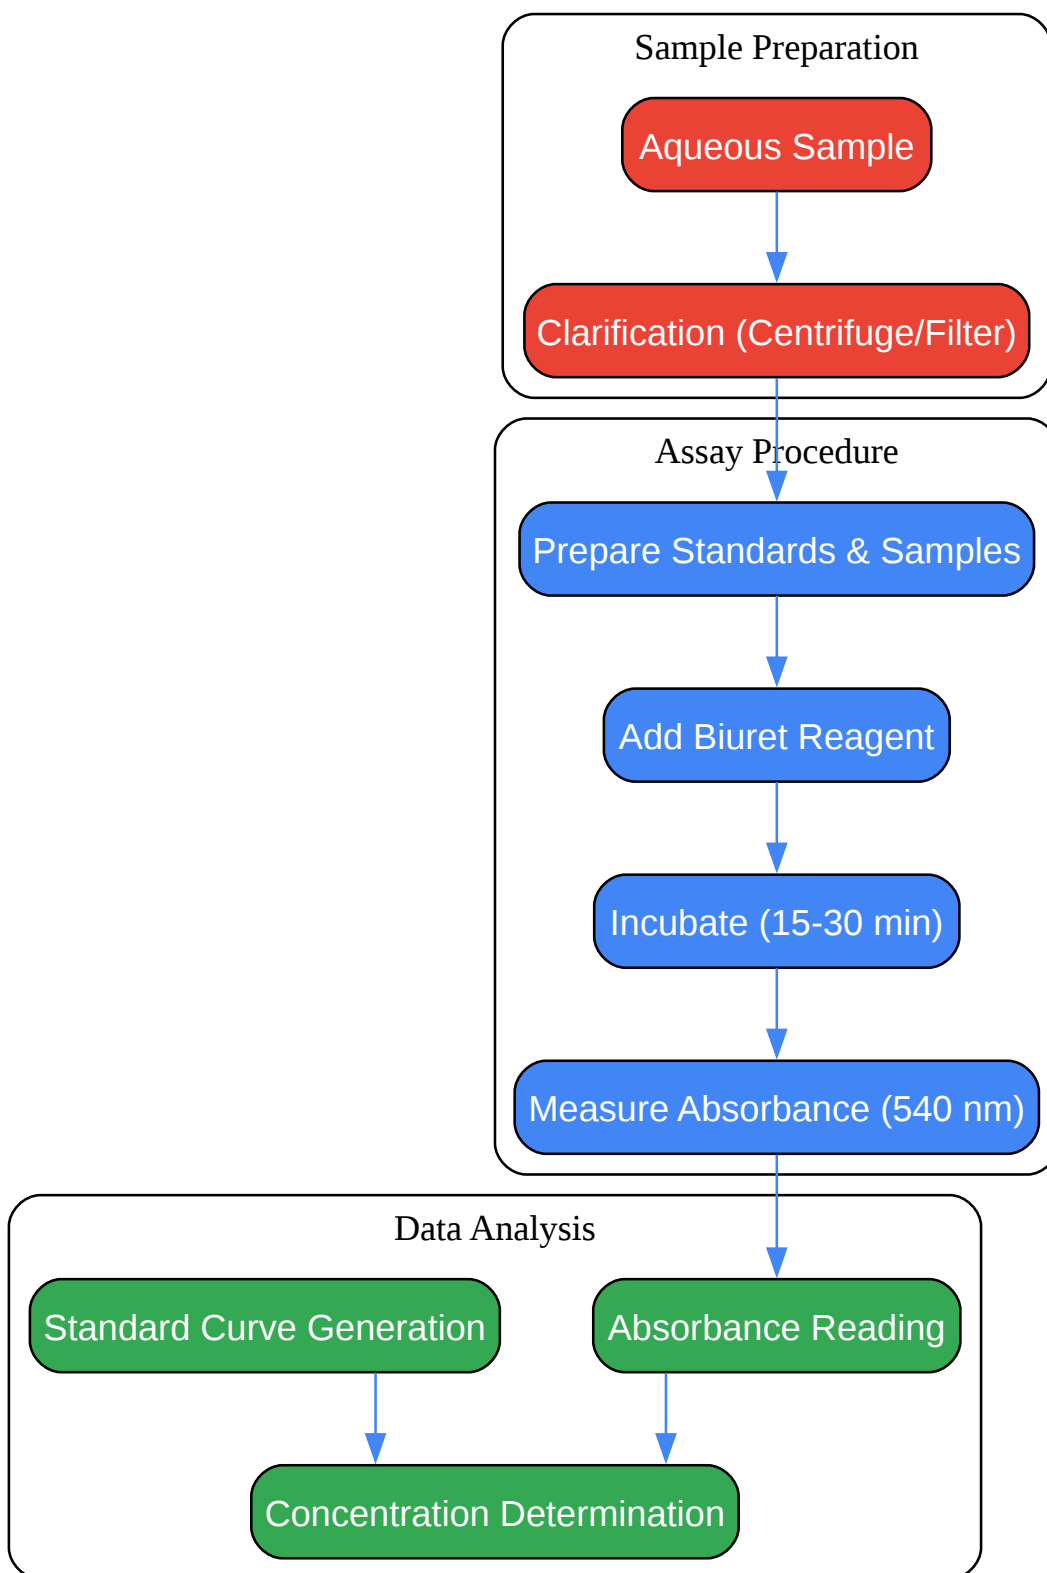 Sample Preparation
Aqueous Sample
Clarification (Centrifuge/Filter)
Assay Procedure
Prepare Standards & Samples
Add Biuret Reagent
Incubate (15-30 min)
Measure Absorbance (540 nm)
Data Analysis
Standard Curve Generation
Absorbance Reading
Concentration Determination